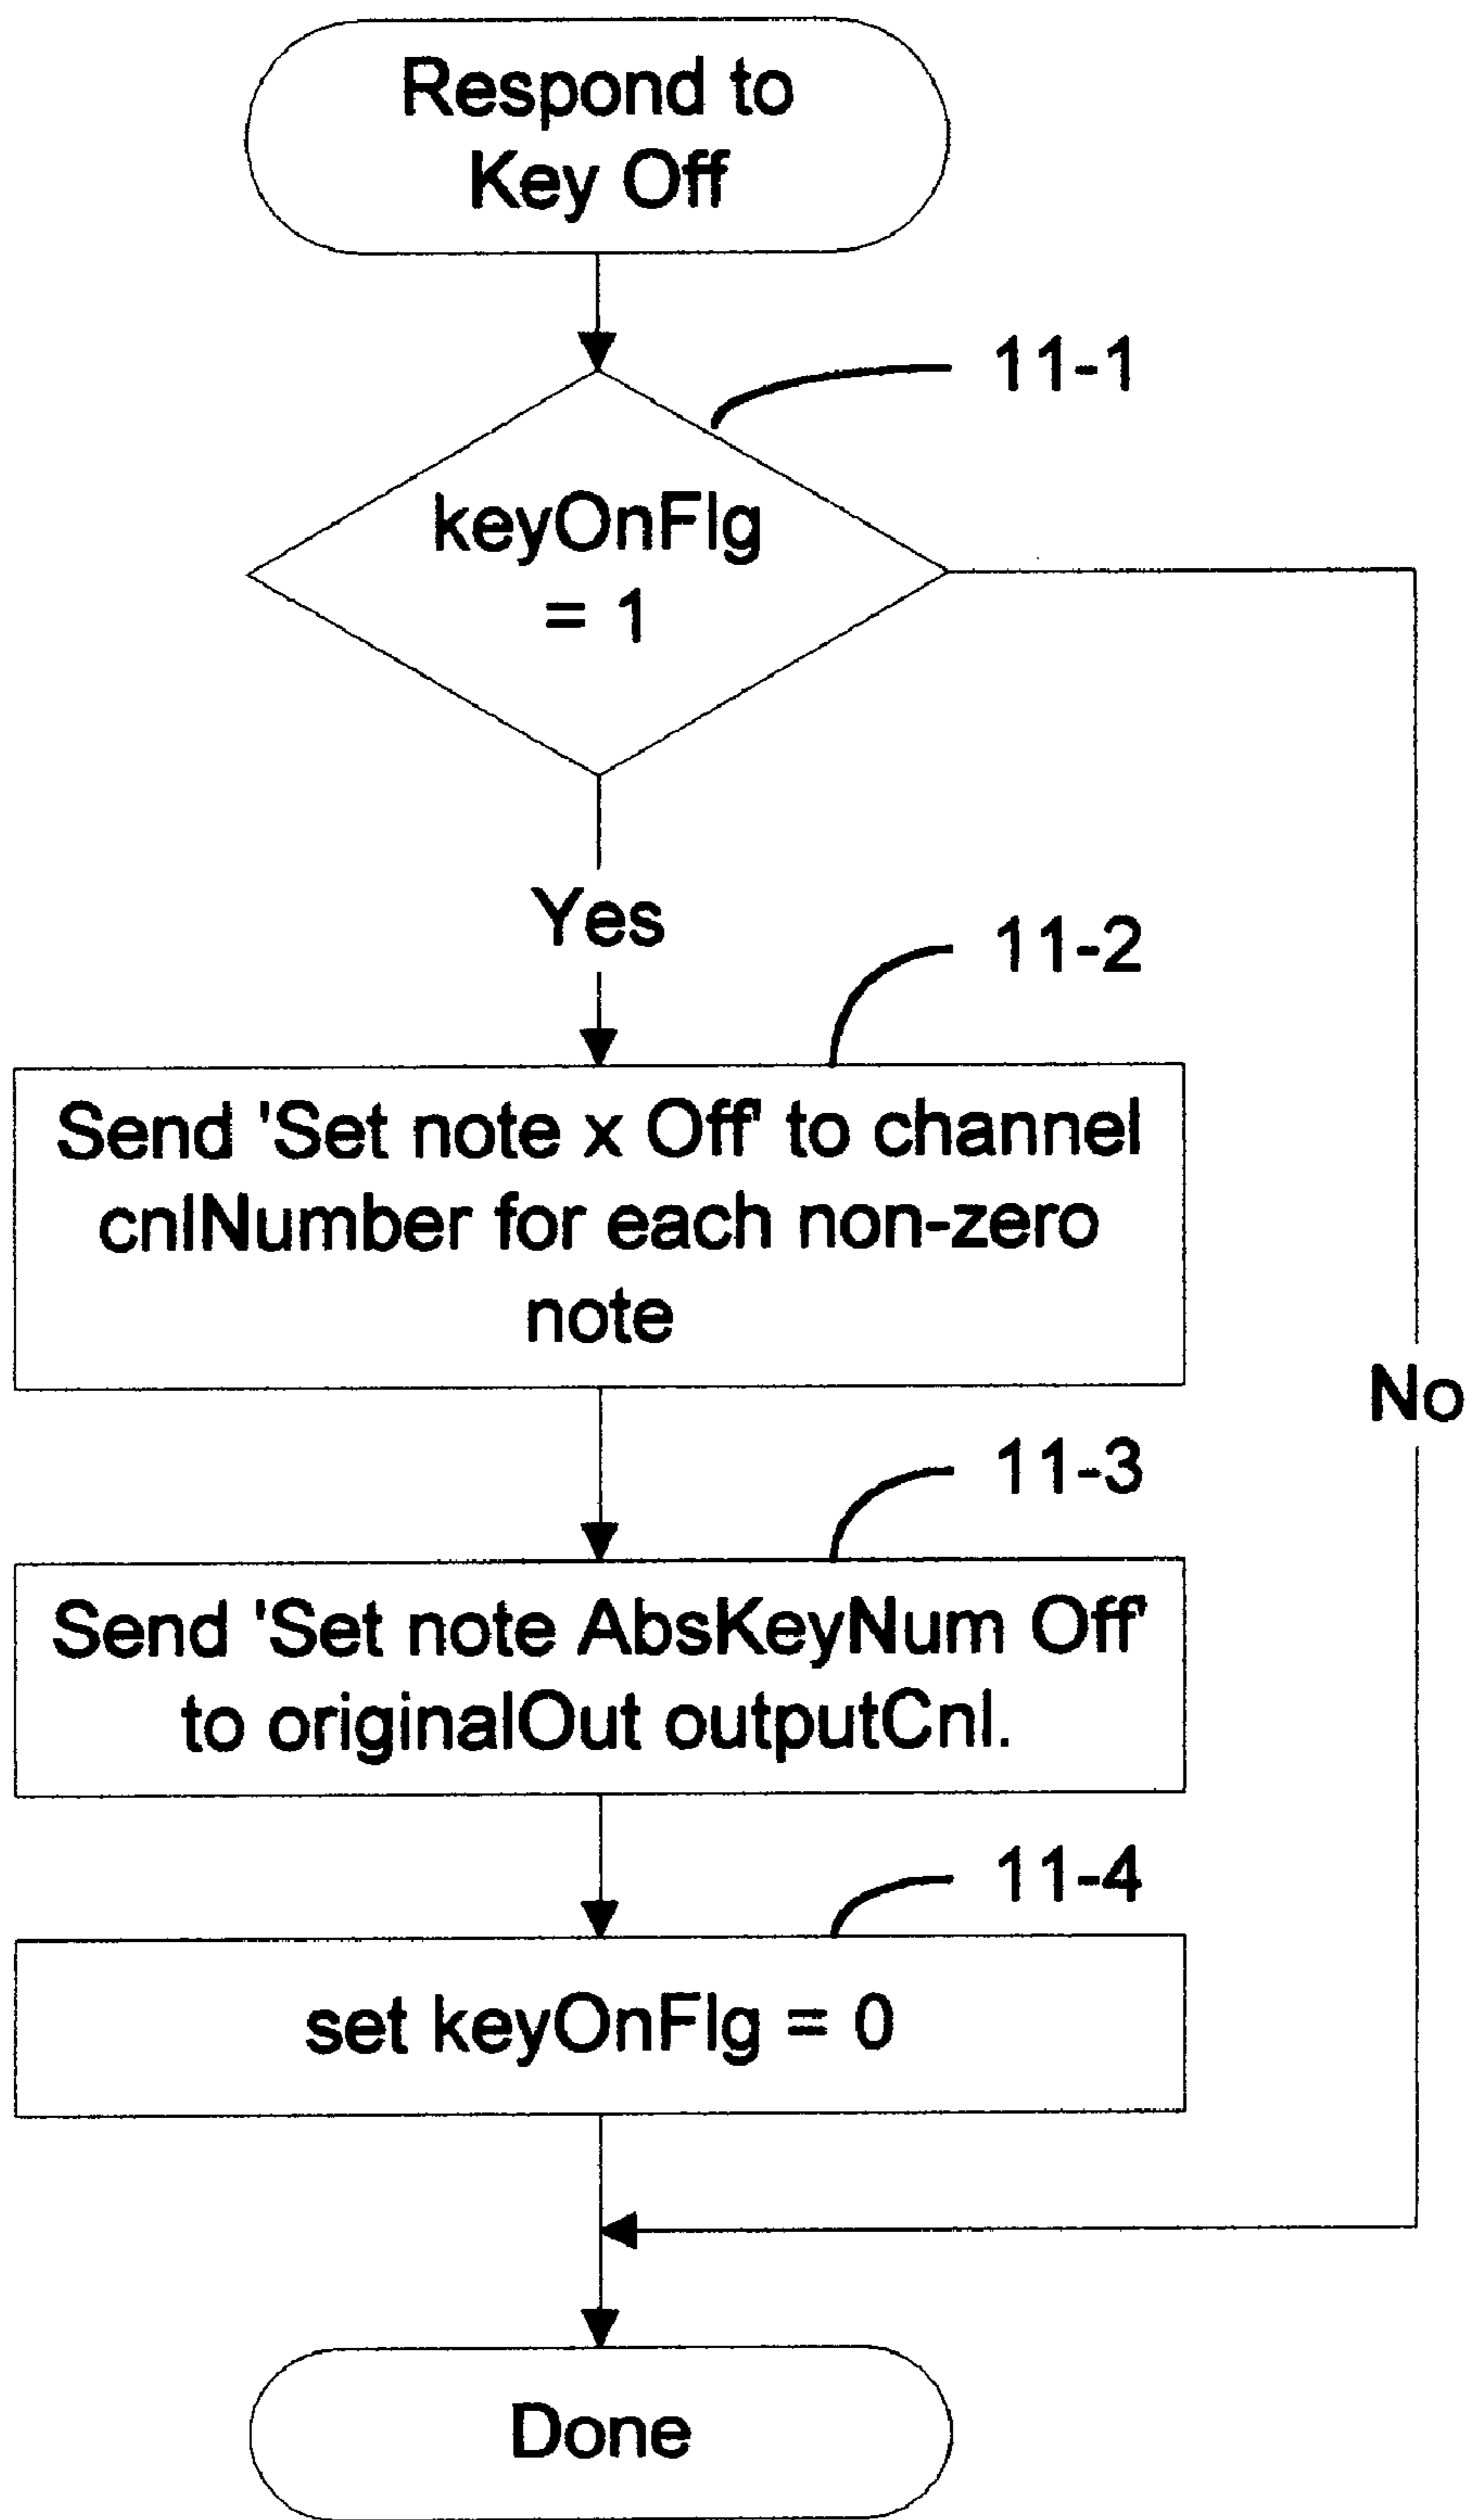 Respond to
Key Off
11-1
keyOnFlg
= 1
Yes
11-2
Send 'Set note x Off' to channel
cnlNumber for each non-zero
note
No
11-3
Send 'Set note AbsKeyNum Off'
to originalOut outputCnl.
11-4
set keyOnFlg = 0
Done